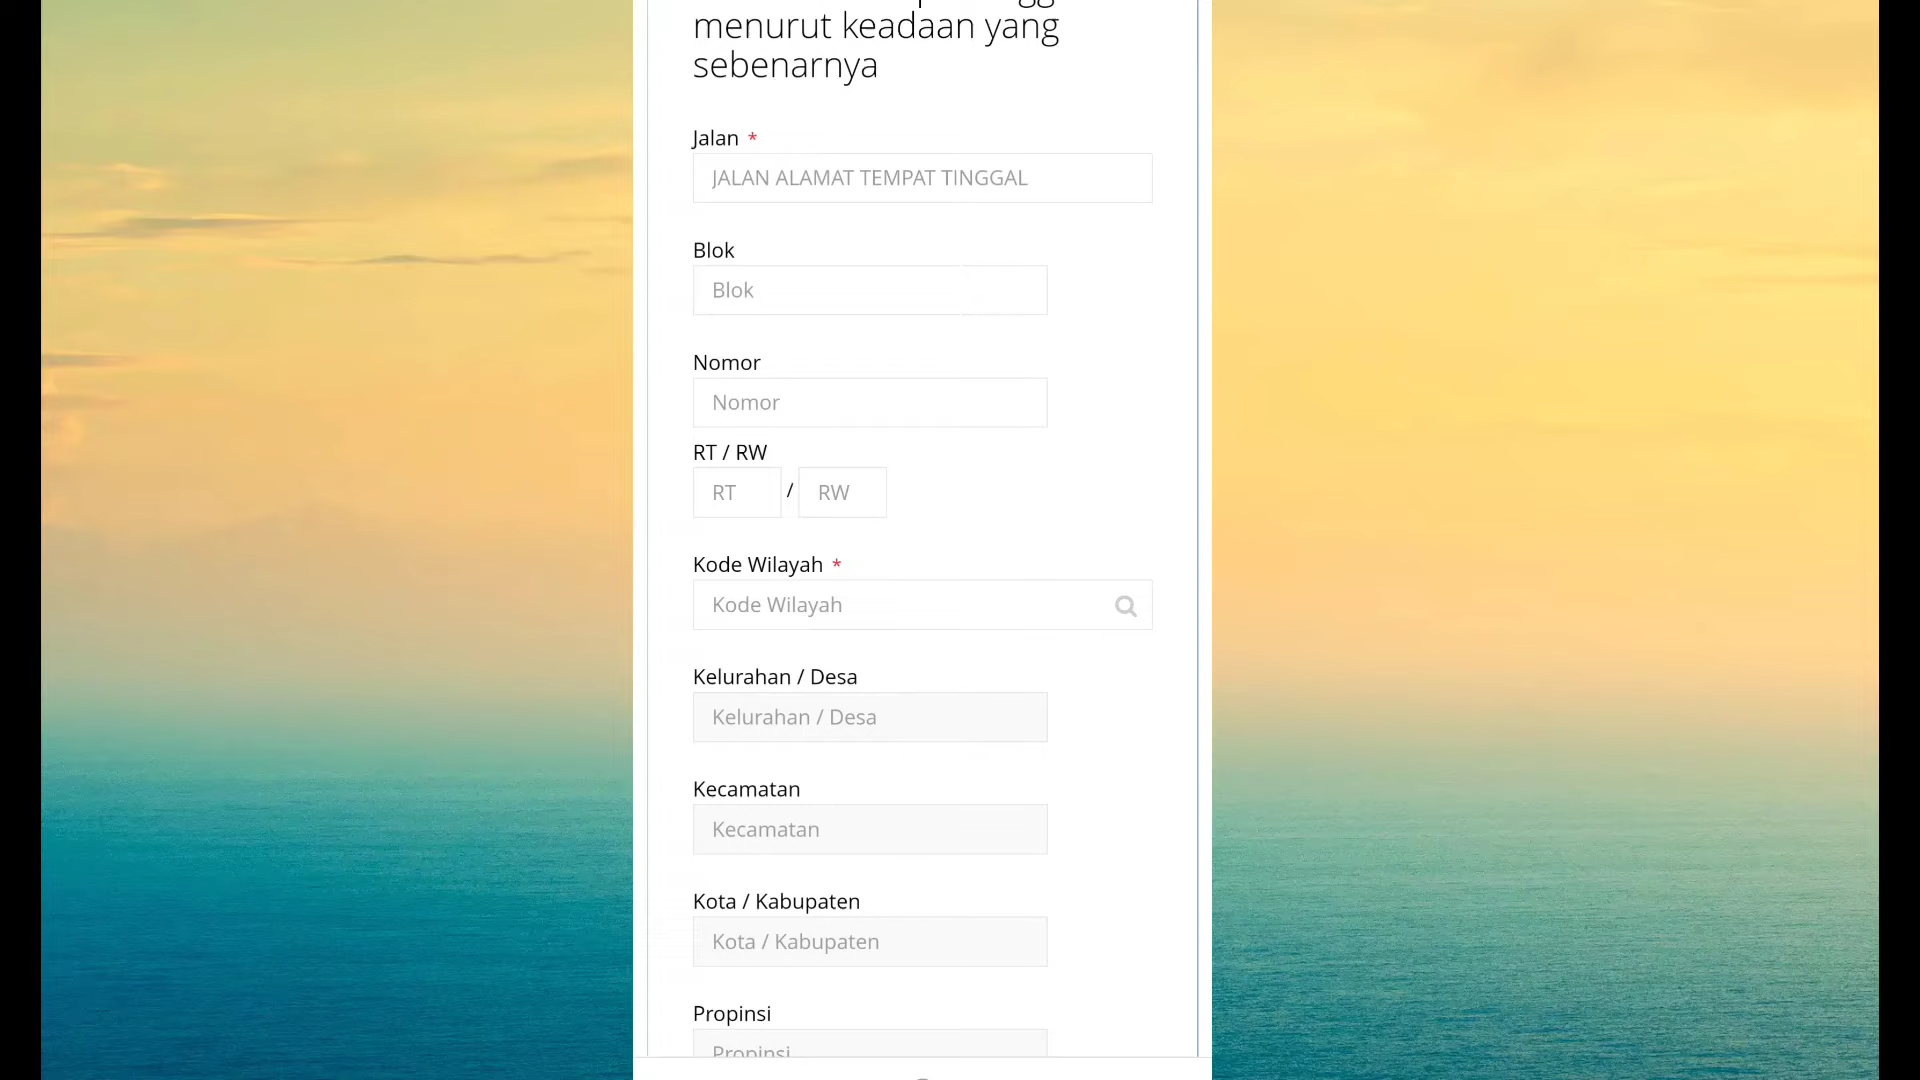 menurut keadaan yang
sebenarnya
Jalan *
JALAN ALAMAT TEMPAT TINGGAL
Blok
Blok
Nomor
Nomor
RT / RW
RT / RW
Kode Wilayah *
Kode Wilayah
Kelurahan / Desa
Kelurahan / Desa
Kecamatan
Kecamatan
Kota / Kabupaten
Kota / Kabupaten
Propinsi
Propinsi